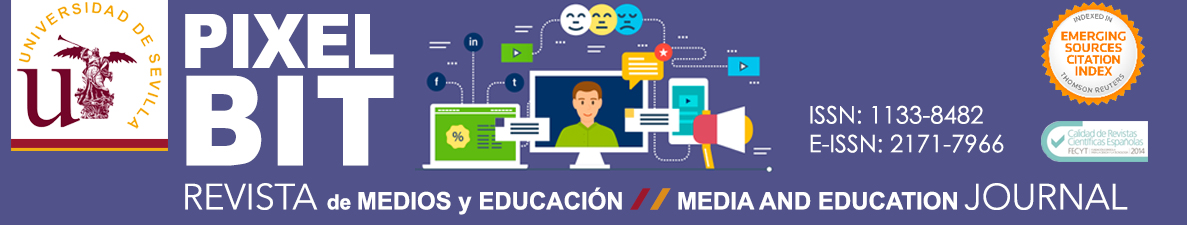 UNIVERSIDAD DE SEVILLA
PIXEL
BIT
in
f
t
%
INDEXED IN
EMERGING
SOURCES
CITATION
INDEX
THOMSON REUTERS
ISSN: 1133-8482
E-ISSN: 2171-7966
Calidad de Revistas
Científicas Españolas
FECYT
2014
REVISTA de MEDIOS y EDUCACIÓN // MEDIA AND EDUCATION JOURNAL